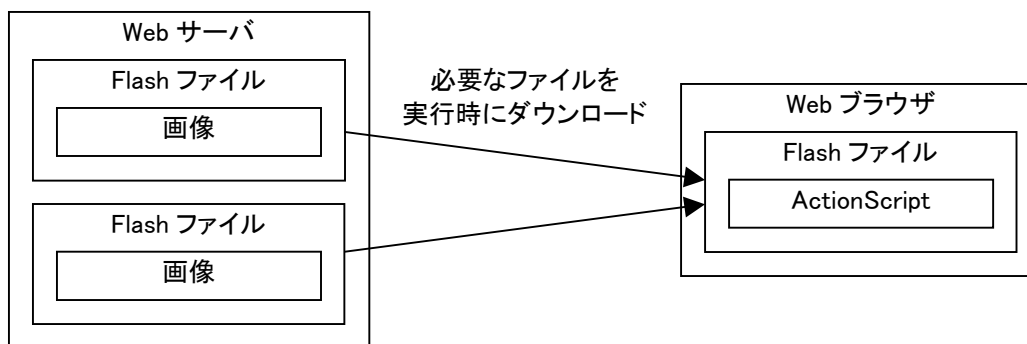 Web サーバ
Flash ファイル
画像
Flash ファイル
画像
必要なファイルを
実行時にダウンロード
Web ブラウザ
Flash ファイル
ActionScript